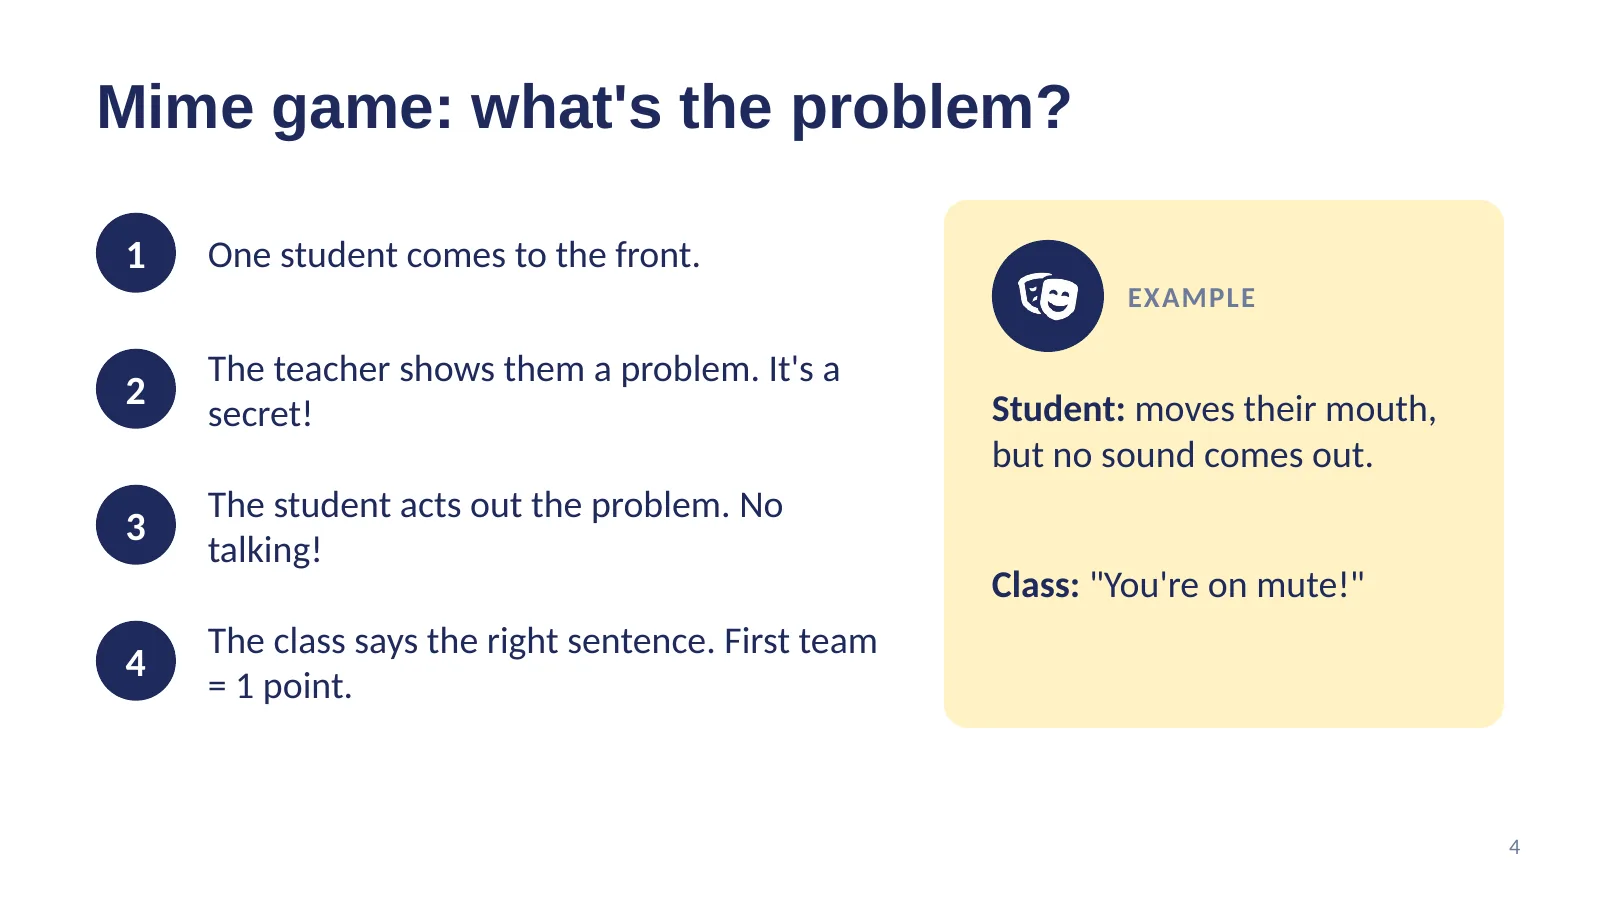 Mime game: what's the problem?
1
One student comes to the front.
2
The teacher shows them a problem. It's a
secret!
3
The student acts out the problem. No
talking!
4
The class says the right sentence. First team
= 1 point.
EXAMPLE
Student: moves their mouth,
but no sound comes out.
Class: "You're on mute!"
4